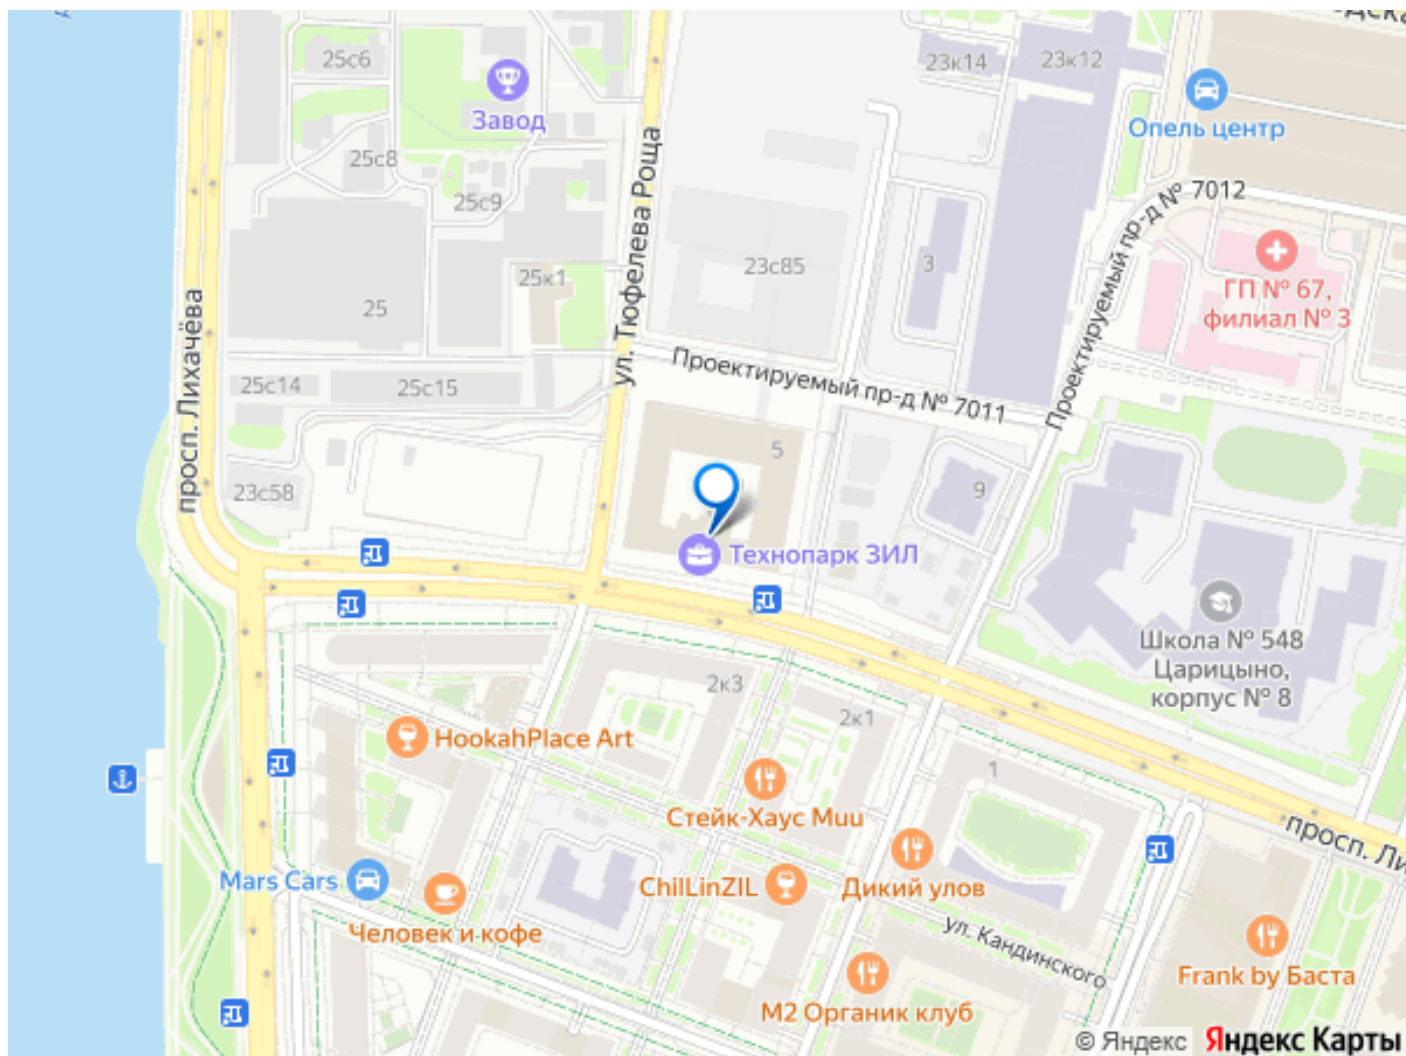 25с6
Завод
23к14
23к12
Опель центр
25с8
25с9
ул. Тюфелева Роща
Проектируемый пр-д № 7012
3
23с85
25к1
25
ГП № 67,
филиал № 3
просп. Лихачёва
25с14
25с15
Проектируемый пр-д № 7011
5
9
23с58
Технопарк ЗИЛ
Школа № 548
Царицыно,
корпус № 8
2к3
2к1
HookahPlace Art
1
Стейк-Хаус Muu
просп. Ли
Mars Cars
ChilLinZIL
Дикий улов
Человек и кофе
ул. Кандинского
Frank by Баста
М2 Органик клуб
© Яндекс Яндекс Карты